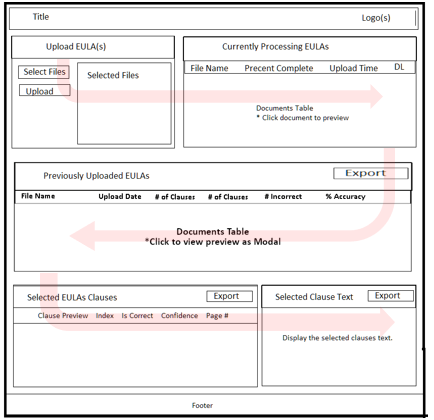 Title
Logo(s)
Upload EULA(s)
Currently Processing EULAs
Select Files
Upload
Selected Files
File Name Precent Complete Upload Time DL
Documents Table
* Click document to preview
Previously Uploaded EULAs
Export
File Name Upload Date # of Clauses # of Clauses # Incorrect % Accuracy
Documents Table
*Click to view preview as Modal
Selected EULAs Clauses
Export
Clause Preview Index Is Correct Confidence Page #
Selected Clause Text
Export
Display the selected clauses text.
Footer